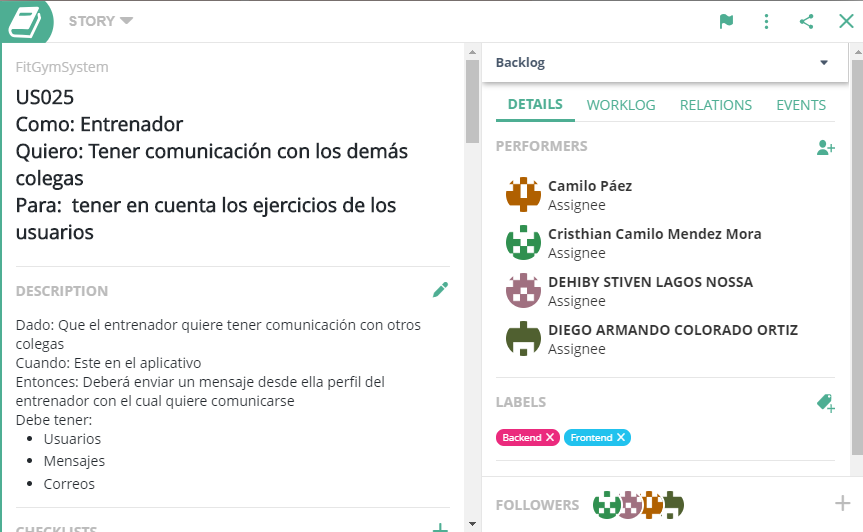 STORY
FitGymSystem
US025
Como: Entrenador
Quiero: Tener comunicación con los demás
colegas
Para:  tener en cuenta los ejercicios de los
usuarios
DESCRIPTION
Dado: Que el entrenador quiere tener comunicación con otros
colegas
Cuando: Este en el aplicativo
Entonces: Deberá enviar un mensaje desde ella perfil del
entrenador con el cual quiere comunicarse
Debe tener:
• Usuarios
• Mensajes
• Correos
CHECKLISTS
Backlog
DETAILS WORKLOG RELATIONS EVENTS
PERFORMERS
Camilo Páez
Assignee
Cristhian Camilo Mendez Mora
Assignee
DEHIBY STIVEN LAGOS NOSSA
Assignee
DIEGO ARMANDO COLORADO ORTIZ
Assignee
LABELS
Backend X Frontend X
FOLLOWERS